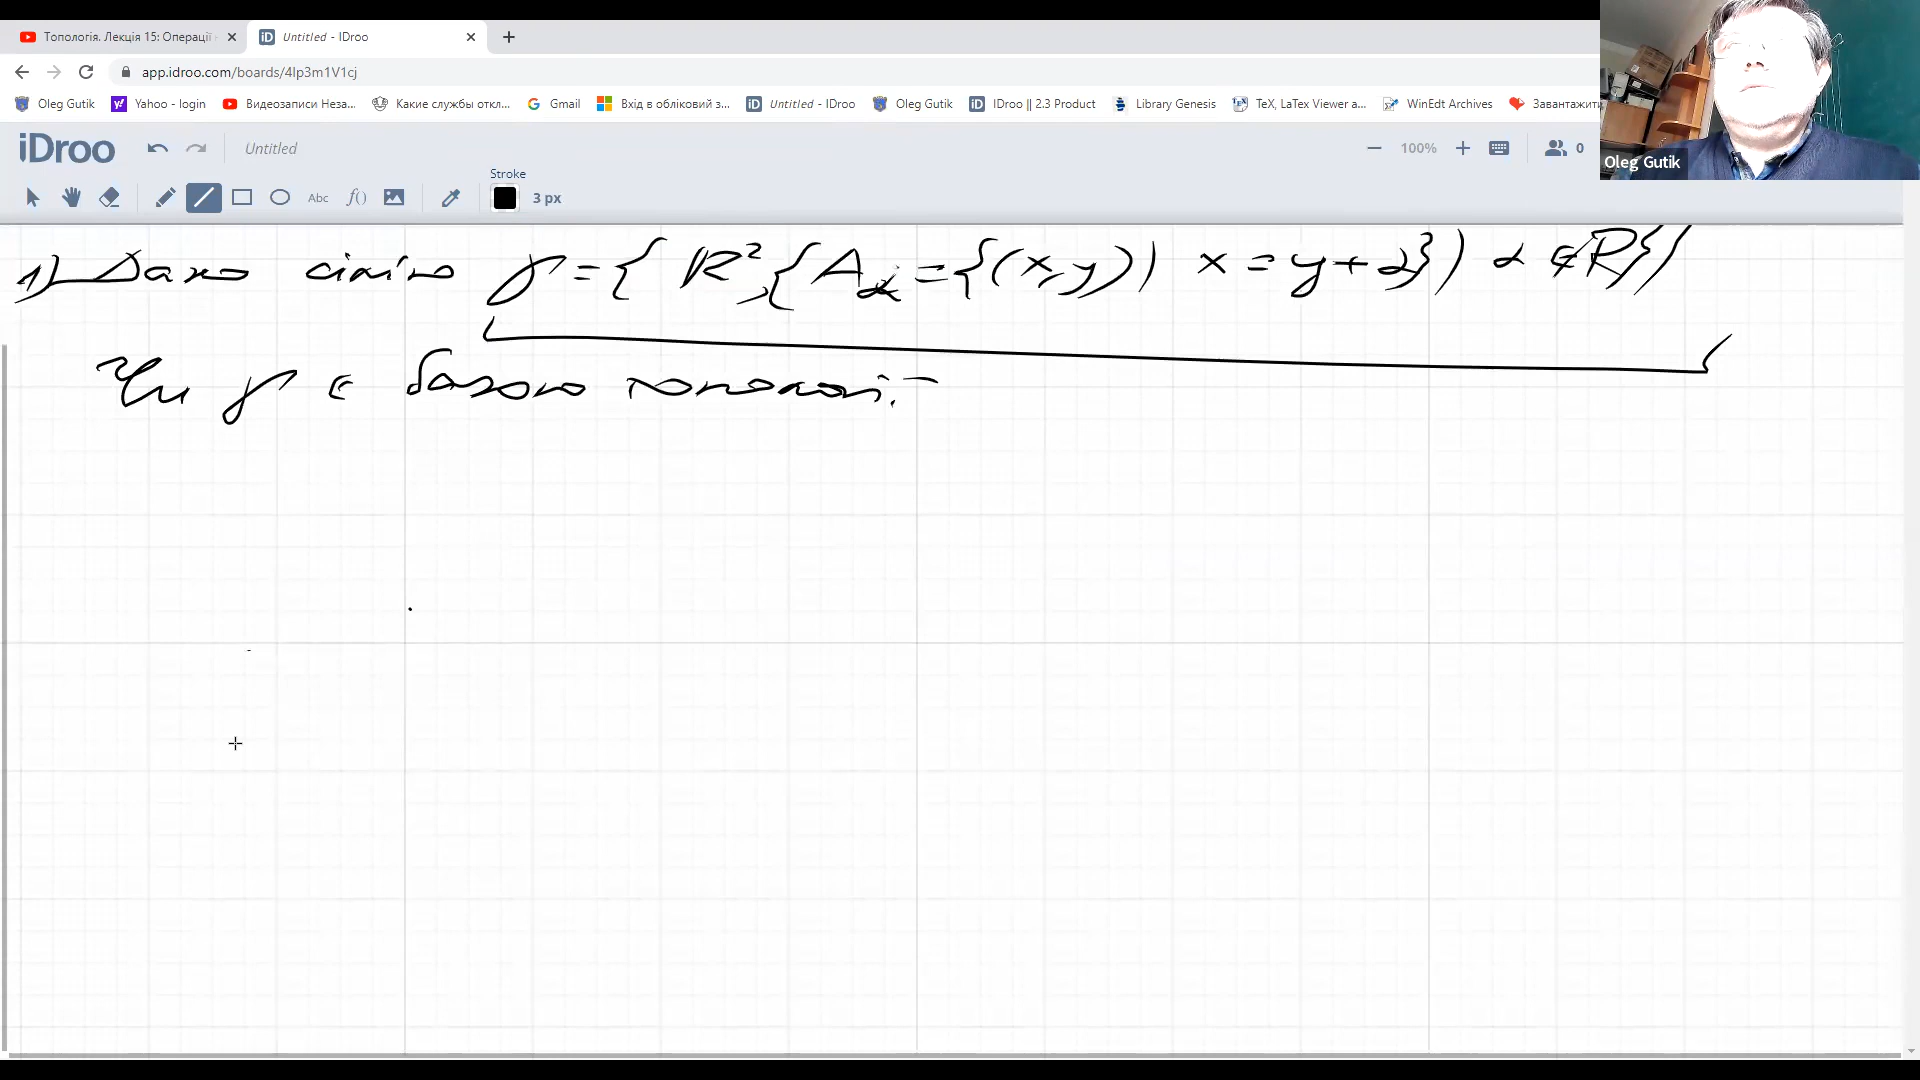 Топологія. Лекція 15: Операції
Untitled - IDroo
app.idroo.com/boards/4Ip3m1V1cj
Oleg Gutik
Yahoo - login
Видеозаписи Неза...
Какие службы откл...
Gmail
Вхід в обліковий з...
Untitled - IDroo
Oleg Gutik
IDroo || 2.3 Product
Library Genesis
TeX, LaTex Viewer a...
WinEdt Archives
Завантажити
iDroo
Untitled
100%
0
Oleg Gutik
Stroke
Abc
f()
3 px
1) Дано сім'ю γ = { R², { A_α = {(x,y) | x = y + α} | α ∈ R } }
Чи γ є базою топології